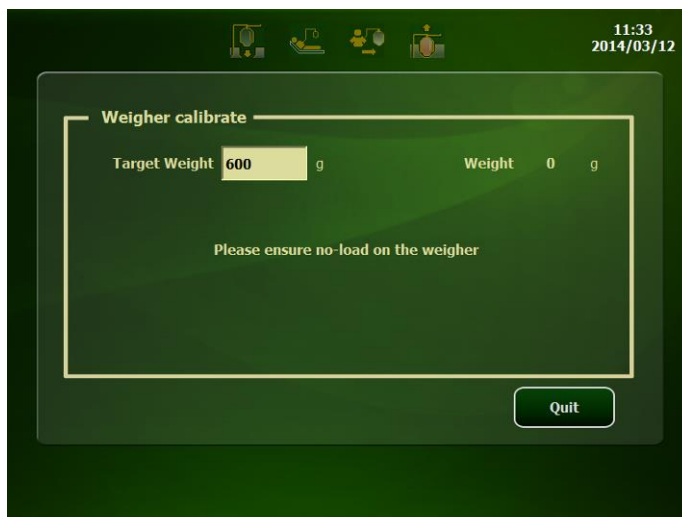 11:33
2014/03/12
Weigher calibrate
Target Weight 600 g Weight 0 g
Please ensure no-load on the weigher
Quit